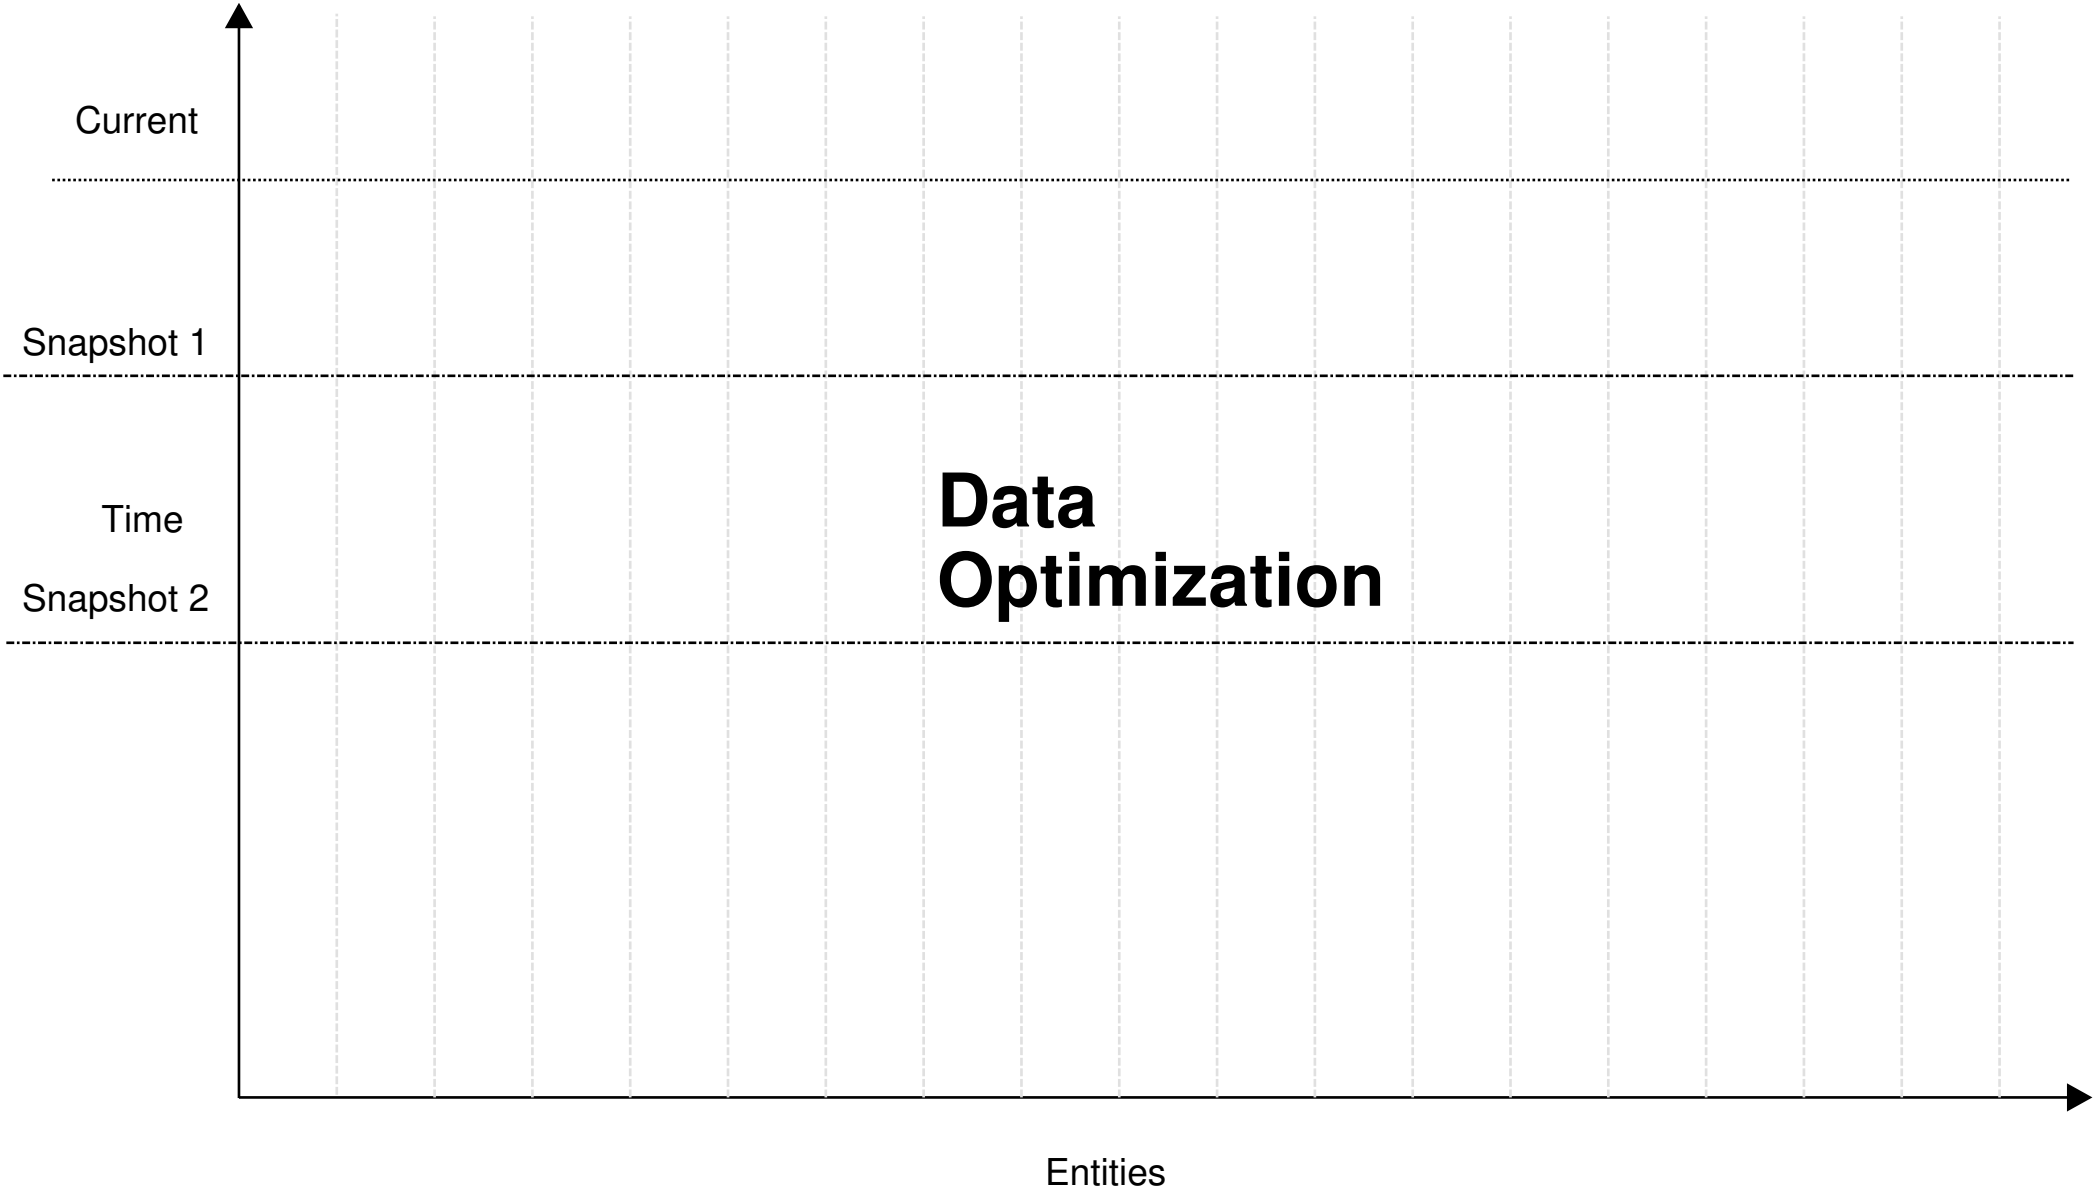 Current
Snapshot 1
Data
Time
Optimization
Snapshot 2
Entities